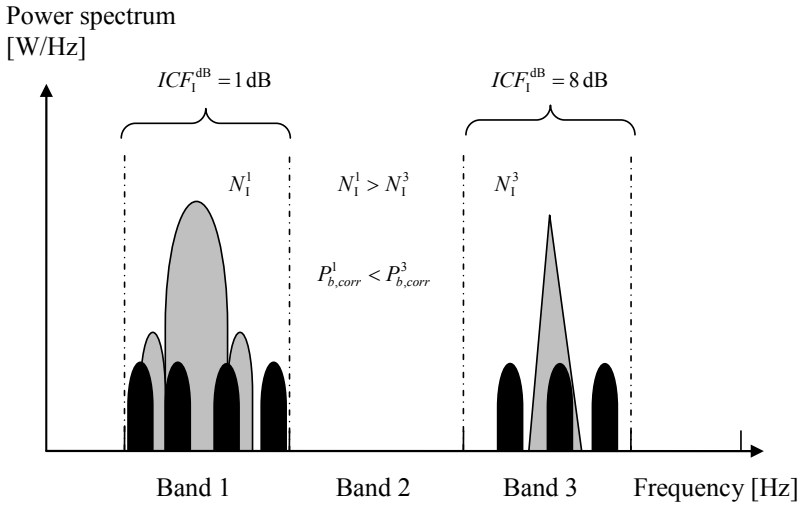 Power spectrum
[W/Hz]
ICF_I^dB = 1 dB
ICF_I^dB = 8 dB
N_I^1
N_I^1 > N_I^3
N_I^3
P_b,corr^1 < P_b,corr^3
Band 1
Band 2
Band 3
Frequency [Hz]